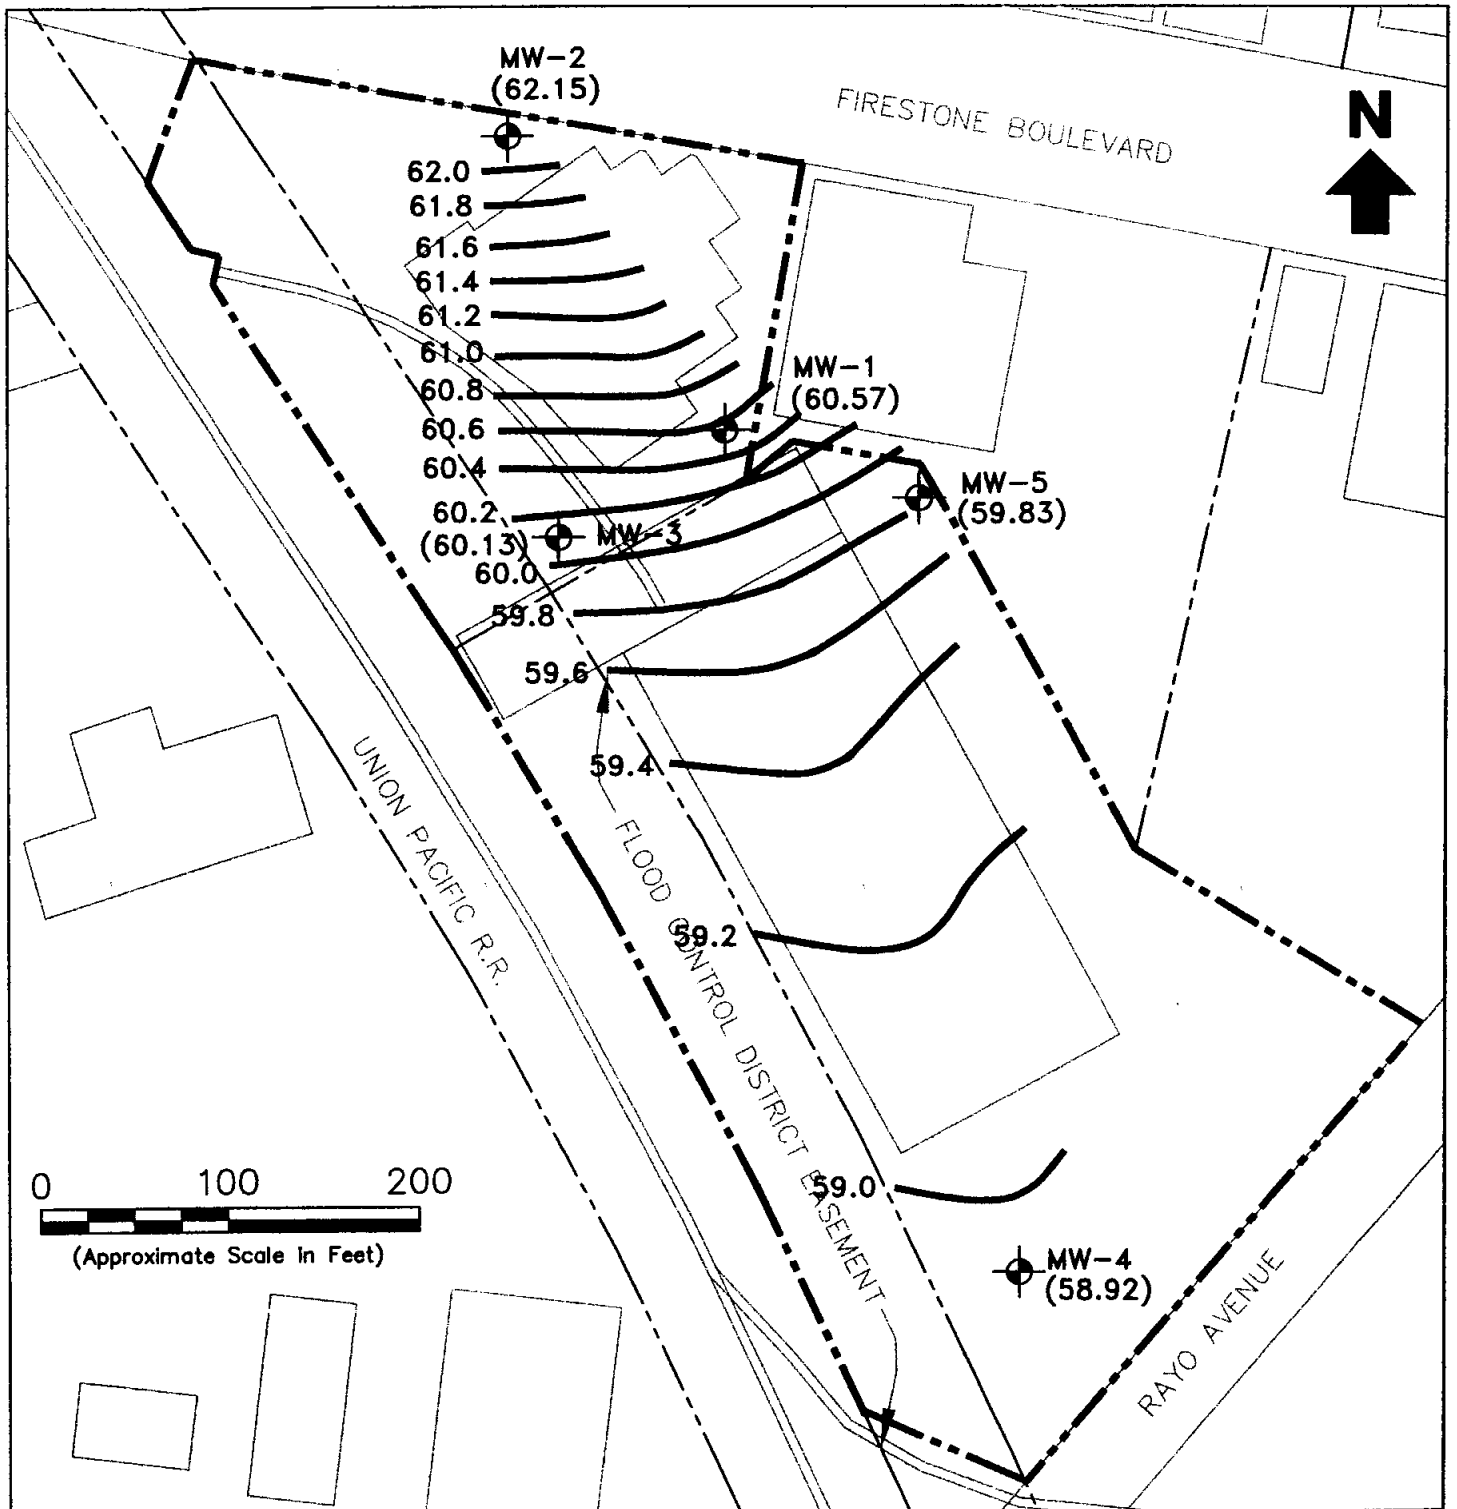 MW-2
(62.15)
FIRESTONE BOULEVARD
N
62.0
61.8
61.6
61.4
61.2
61.0
60.8
60.6
60.4
60.2
(60.13)
MW-3
60.0
59.8
59.6
59.4
59.2
59.0
MW-1
(60.57)
MW-5
(59.83)
UNION PACIFIC R.R.
FLOOD CONTROL DISTRICT EASEMENT
MW-4
(58.92)
RAYO AVENUE
0 100 200
(Approximate Scale in Feet)